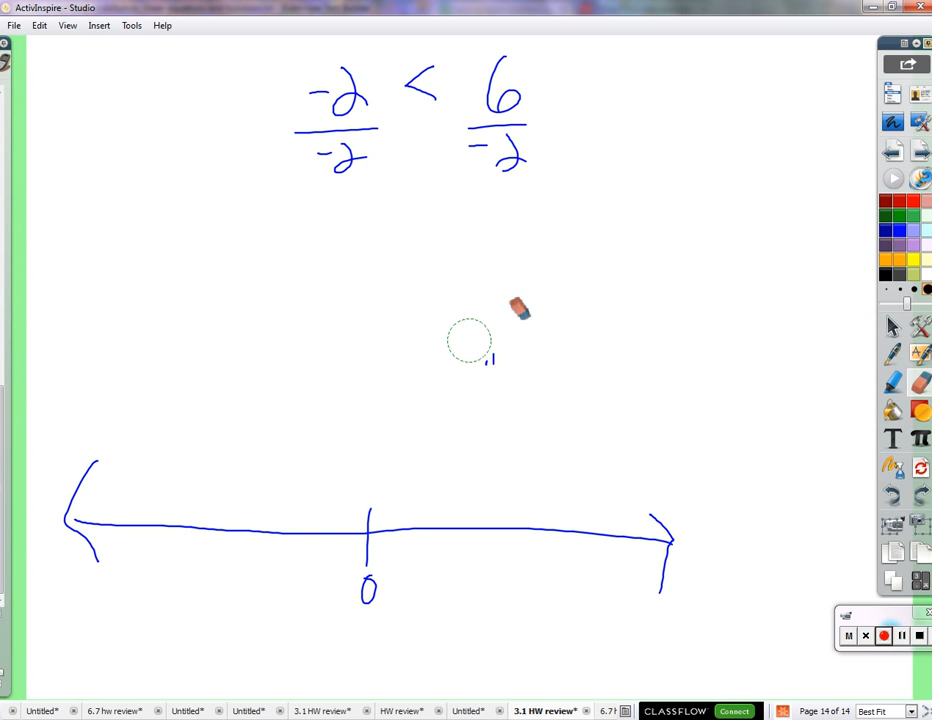 ActivInspire - Studio
File Edit View Insert Tools Help
-2 < 6
-2 -2
0
M
Untitled* 6.7 hw review* Untitled* Untitled* 3.1 HW review* HW review* Untitled* 3.1 HW review* 6.7 CLASSFLOW Connect Page 14 of 14 Best Fit